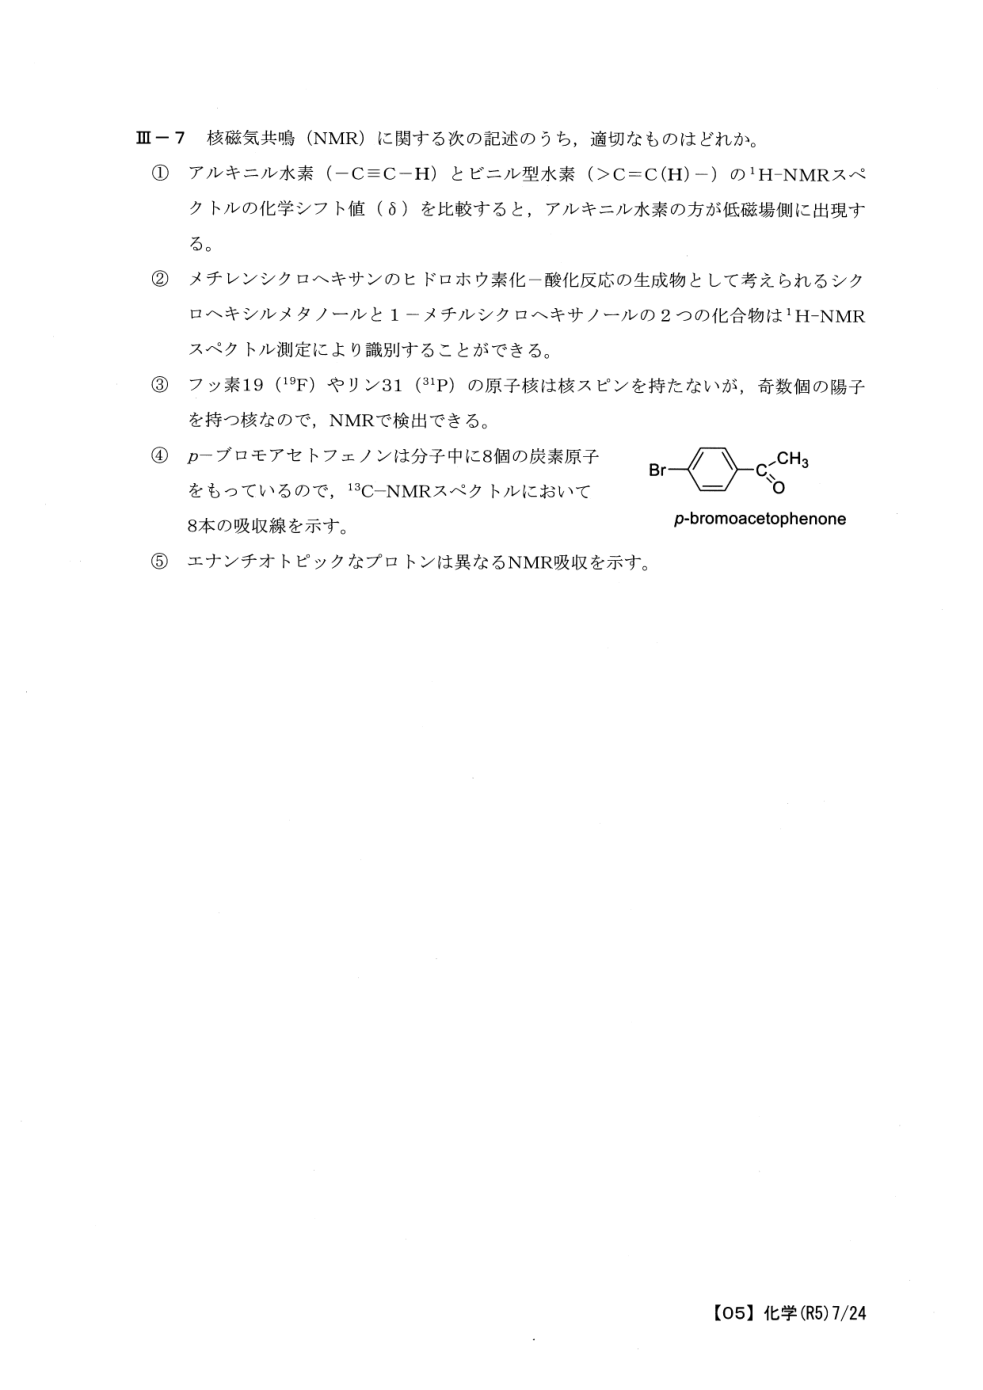 Ⅲ－7　核磁気共鳴（NMR）に関する次の記述のうち，適切なものはどれか。
①　アルキニル水素（－C≡C－H）とビニル型水素（>C＝C(H)－）の¹H-NMRスペ
クトルの化学シフト値（δ）を比較すると，アルキニル水素の方が低磁場側に出現す
る。
②　メチレンシクロヘキサンのヒドロホウ素化－酸化反応の生成物として考えられるシク
ロヘキシルメタノールと1－メチルシクロヘキサノールの2つの化合物は¹H-NMR
スペクトル測定により識別することができる。
③　フッ素19（¹⁹F）やリン31（³¹P）の原子核は核スピンを持たないが，奇数個の陽子
を持つ核なので，NMRで検出できる。
④　p－ブロモアセトフェノンは分子中に8個の炭素原子
をもっているので，¹³C－NMRスペクトルにおいて
8本の吸収線を示す。
Br C CH₃ O
p-bromoacetophenone
⑤　エナンチオトピックなプロトンは異なるNMR吸収を示す。
【05】化学(R5)7/24